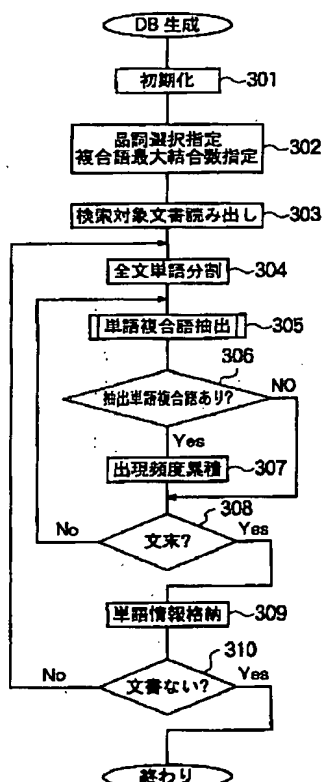 DB 生成
初期化
301
品詞選択指定
複合語最大結合数指定
302
検索対象文書読み出し
303
全文単語分割
304
単語複合語抽出
305
306
抽出単語複合語あり?
NO
Yes
出現頻度累積
307
308
No
文末?
Yes
単語情報格納
309
310
No
文書ない?
Yes
終わり